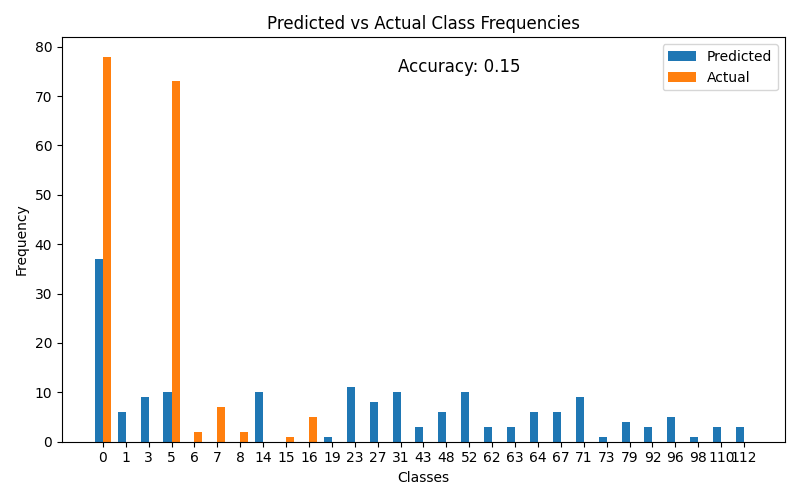 Predicted vs Actual Class Frequencies
Accuracy: 0.15
Predicted
Actual
Frequency
80
70
60
50
40
30
20
10
0
0 1 3 5 6 7 8 14 15 16 19 23 27 31 43 48 52 62 63 64 67 71 73 79 92 96 98 110 112
Classes